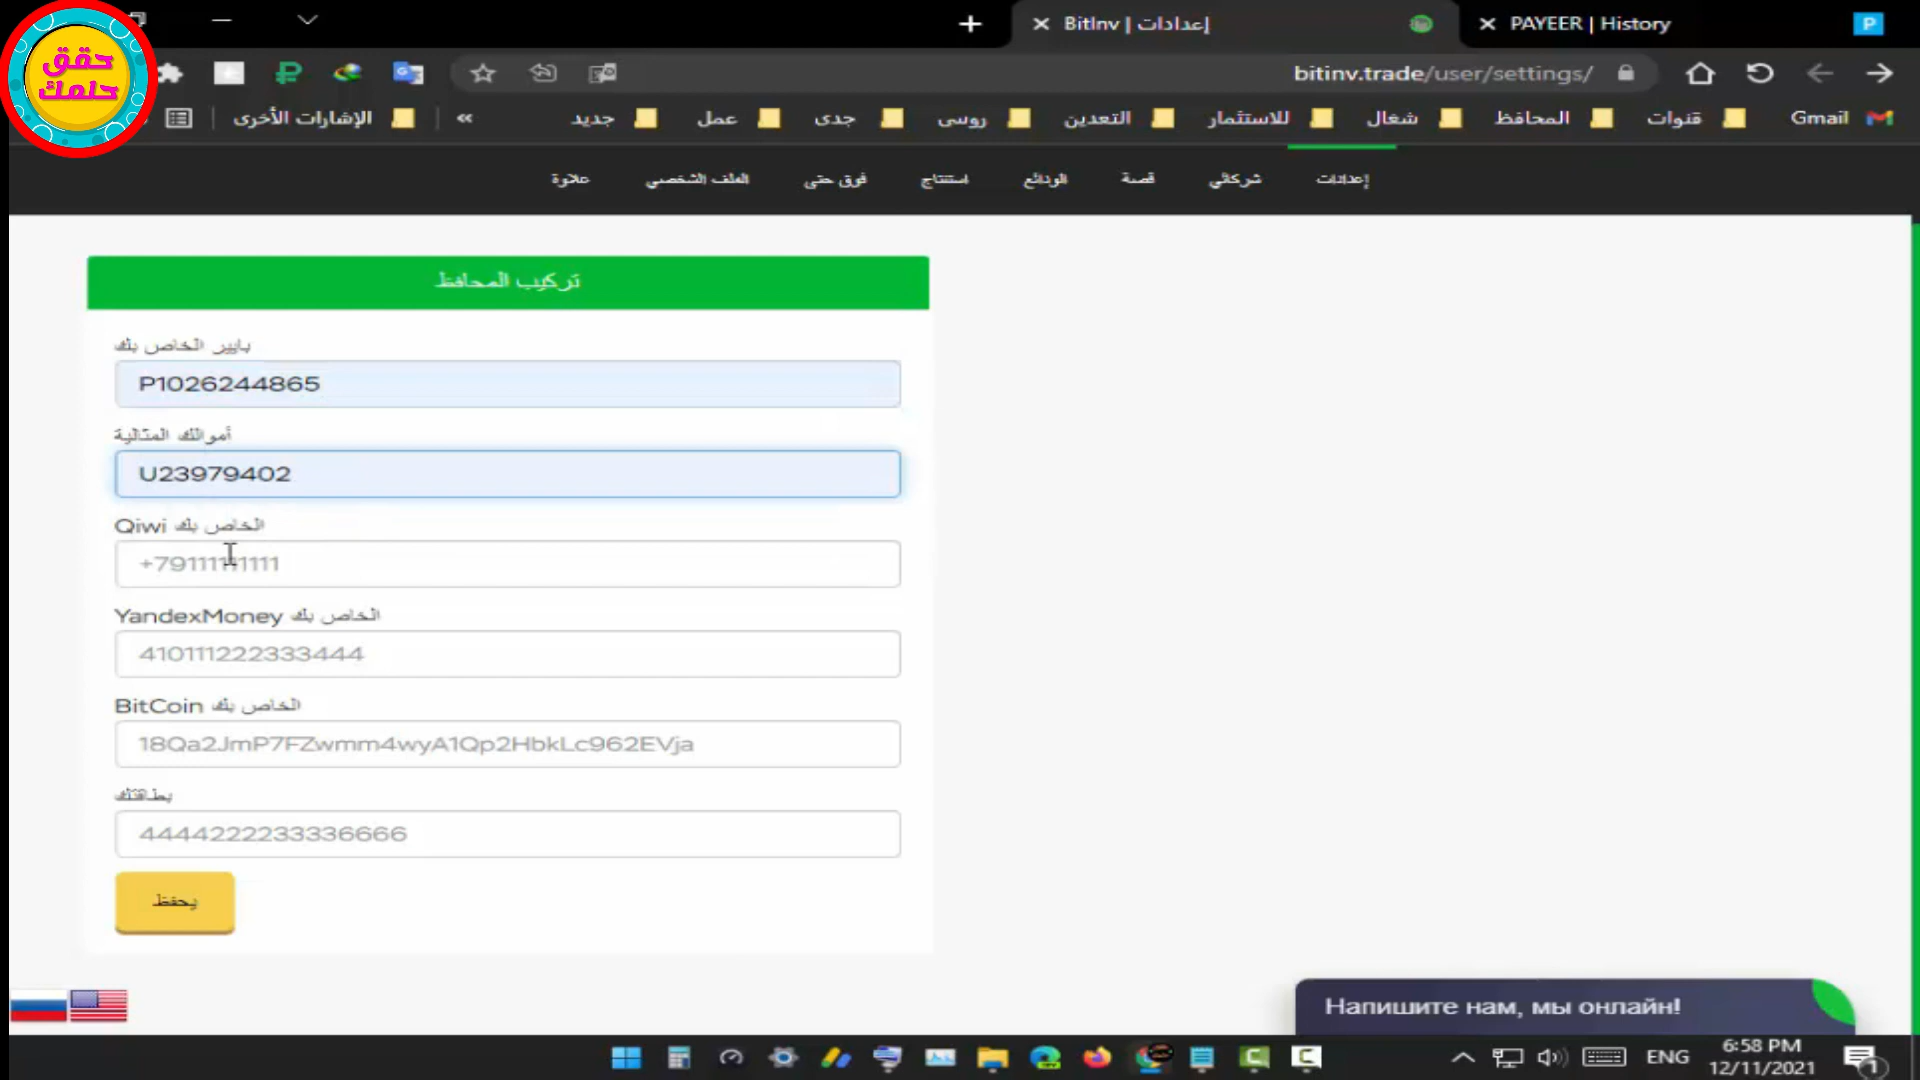 حقق
حلمك
BitInv | إعدادات
PAYEER | History
bitinv.trade/user/settings/
الإشارات الأخرى
«
جديد
عمل
جدى
روسى
التعدين
للاستثمار
شغال
المحافظ
قنوات
Gmail
علاوة
الملف الشخصي
فوق حتى
استنتاج
الودائع
قصة
شركائي
إعدادات
تركيب المحافظ
بايير الخاص بك
P1026244865
أموالك المثالية
U23979402
Qiwi الخاص بك
+79111111111
YandexMoney الخاص بك
410111222333444
BitCoin الخاص بك
18Qa2JmP7FZwmm4wyA1Qp2HbkLc962EVja
بطاقتك
4444222233336666
يحفظ
Напишите нам, мы онлайн!
ENG
6:58 PM
12/11/2021